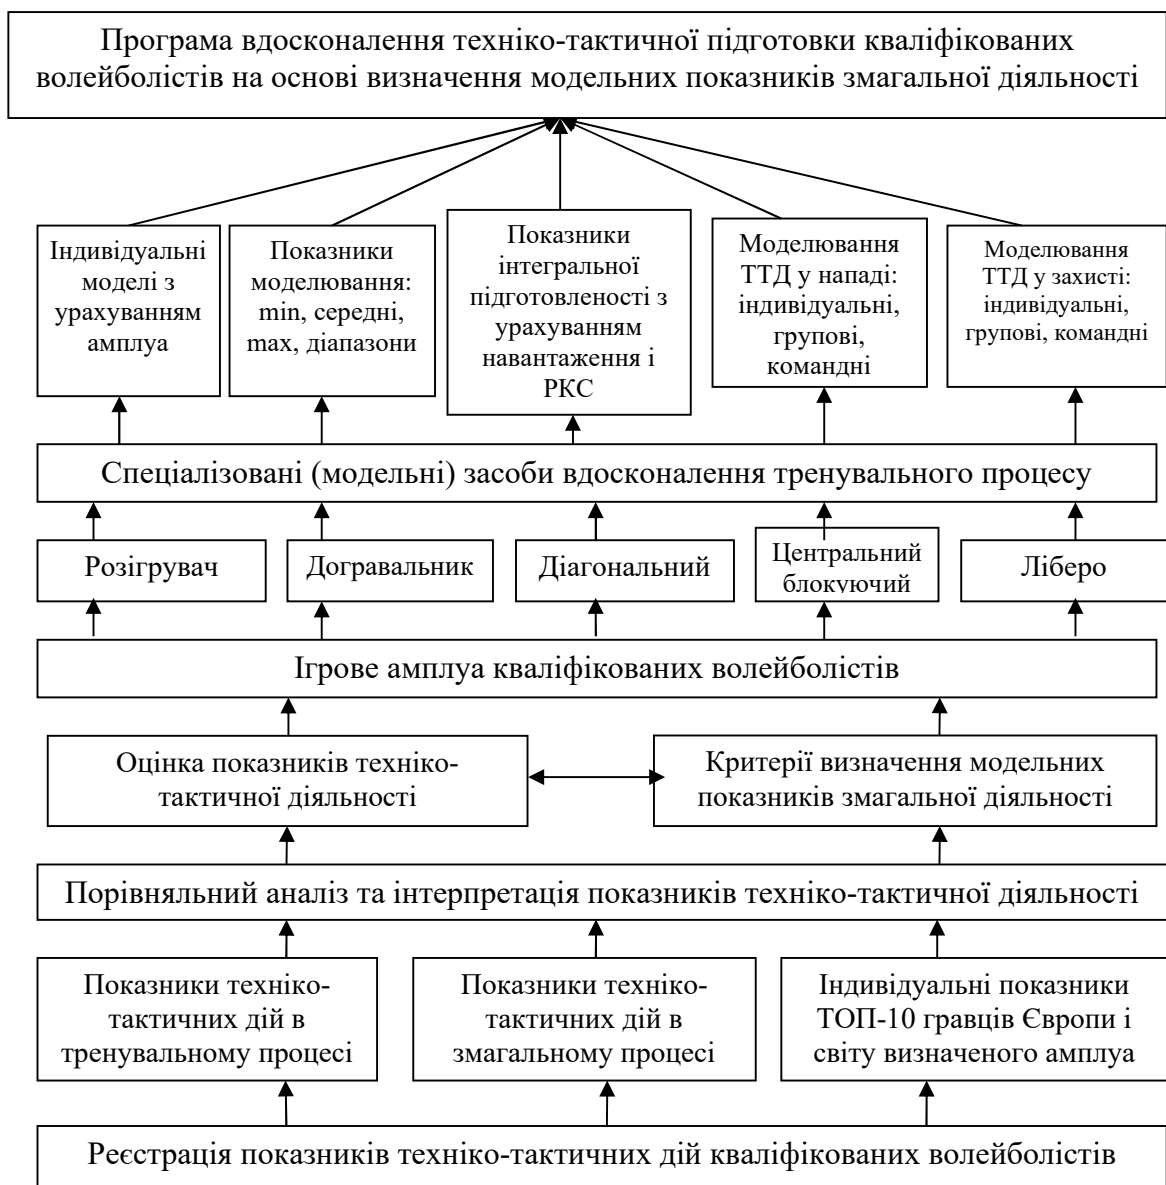 Програма вдосконалення техніко-тактичної підготовки кваліфікованих
волейболістів на основі визначення модельних показників змагальної діяльності
Індивідуальні
моделі з
урахуванням
амплуа
Показники
моделювання:
min, середні,
max, діапазони
Показники
інтегральної
підготовленості з
урахуванням
навантаження і
РКС
Моделювання
ТТД у нападі:
індивідуальні,
групові,
командні
Моделювання
ТТД у захисті:
індивідуальні,
групові, командні
Спеціалізовані (модельні) засоби вдосконалення тренувального процесу
Розігрувач
Догравальник
Діагональний
Центральний
блокуючий
Ліберо
Ігрове амплуа кваліфікованих волейболістів
Оцінка показників техніко-
тактичної діяльності
Критерії визначення модельних
показників змагальної діяльності
Порівняльний аналіз та інтерпретація показників техніко-тактичної діяльності
Показники техніко-
тактичних дій в
тренувальному процесі
Показники техніко-
тактичних дій в
змагальному процесі
Індивідуальні показники
ТОП-10 гравців Європи і
світу визначеного амплуа
Реєстрація показників техніко-тактичних дій кваліфікованих волейболістів